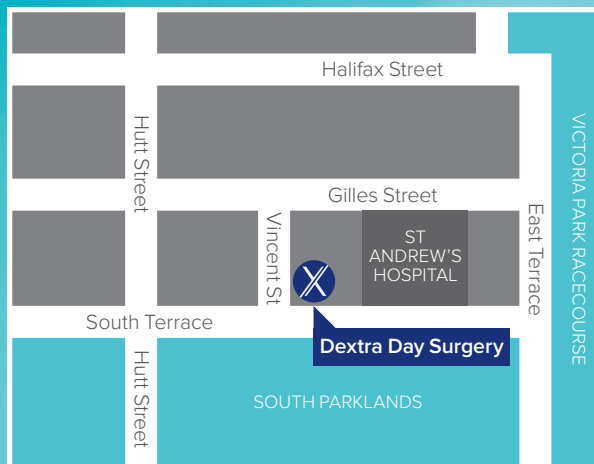 Halifax Street
Hutt Street
VICTORIA PARK RACECOURSE
Gilles Street
Vincent St
ST
ANDREW'S
HOSPITAL
East Terrace
South Terrace
Dextra Day Surgery
Hutt Street
SOUTH PARKLANDS